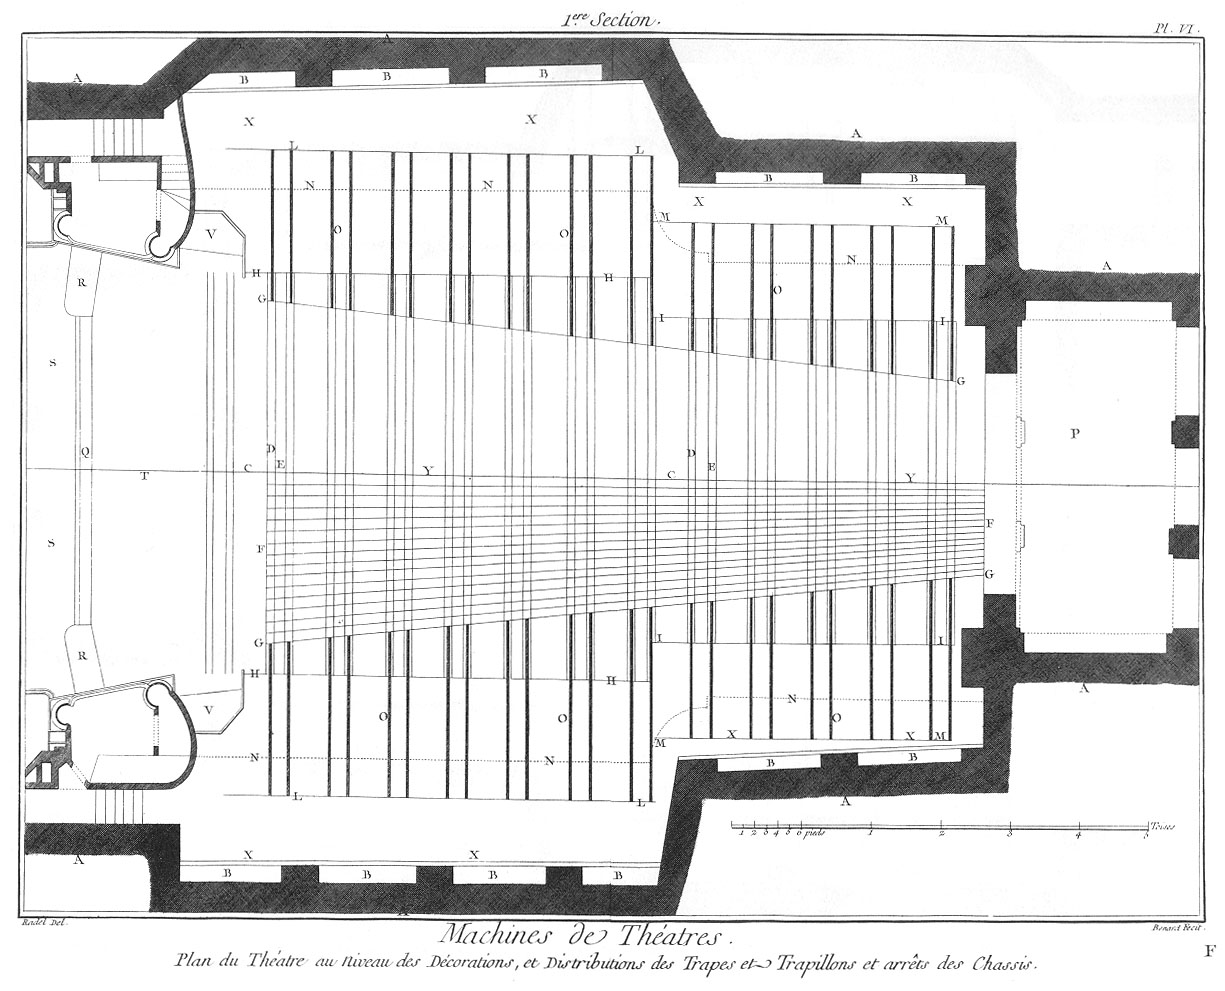 1.ere Section.
Pl. VI.
A
A B B B
X X A
L L B B
N N X X
M M
V O O N A
R H H O
G I I
S G
P
D Q D
C E Y C E Y
T
F
S F
G
G I I
R H H
V O O N O
M X X M
N N B B
L L A
1 2 3 4 5 6 pieds 1 2 3 4 5 Toises
A X X
B B B B
A
Radel Del. Benard Fecit.
Machines de Théatres.
F
Plan du Théatre au niveau des Décorations, et Distributions des Trapes et Trapillons et arrêts des Chassis.